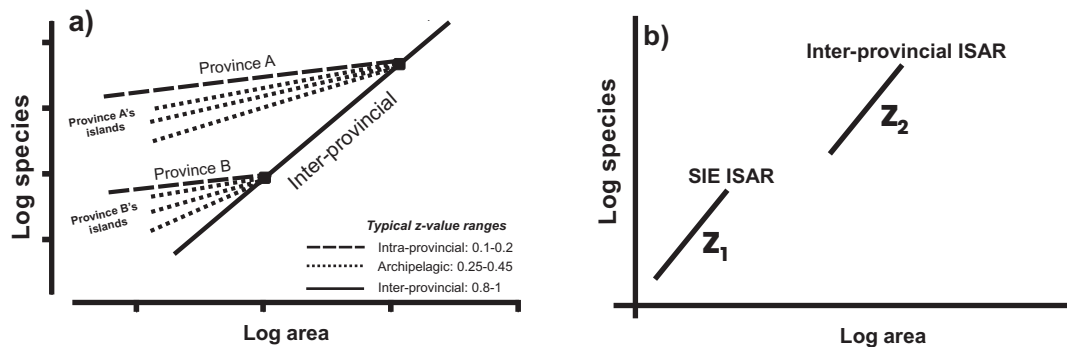 a)
Province A
Province A's
islands
Inter-provincial
Province B
Province B's
islands
Log species
Typical z-value ranges
Intra-provincial: 0.1-0.2
Archipelagic: 0.25-0.45
Inter-provincial: 0.8-1
Log area
b)
Inter-provincial ISAR
Z2
SIE ISAR
Z1
Log species
Log area